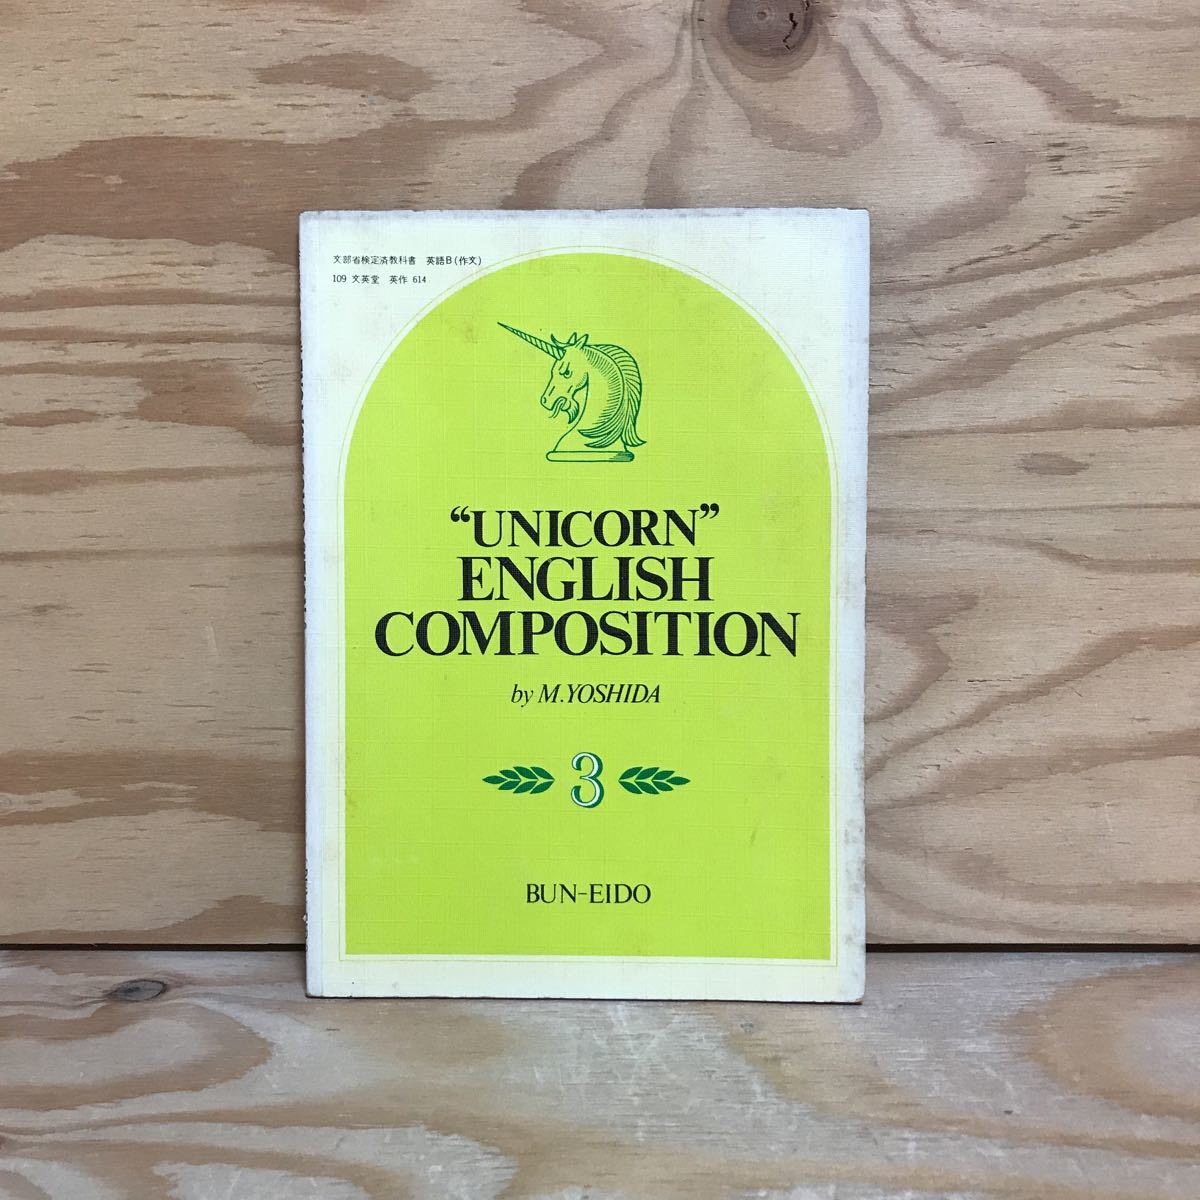 文部省検定済教科書 英語B(作文)
109 文英堂 英作 614
“UNICORN”
ENGLISH
COMPOSITION
by M.YOSHIDA
3
BUN-EIDO